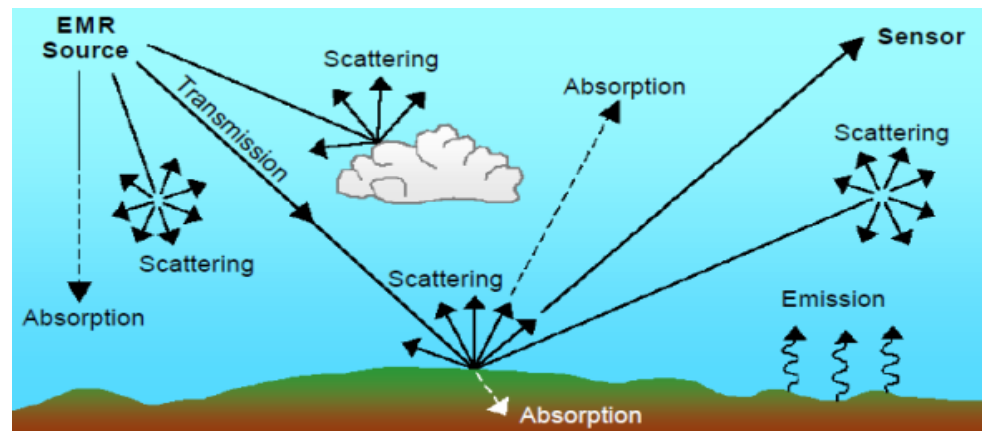 EMR
Source
Sensor
Scattering
Absorption
Transmission
Scattering
Scattering
Absorption
Scattering
Emission
Absorption